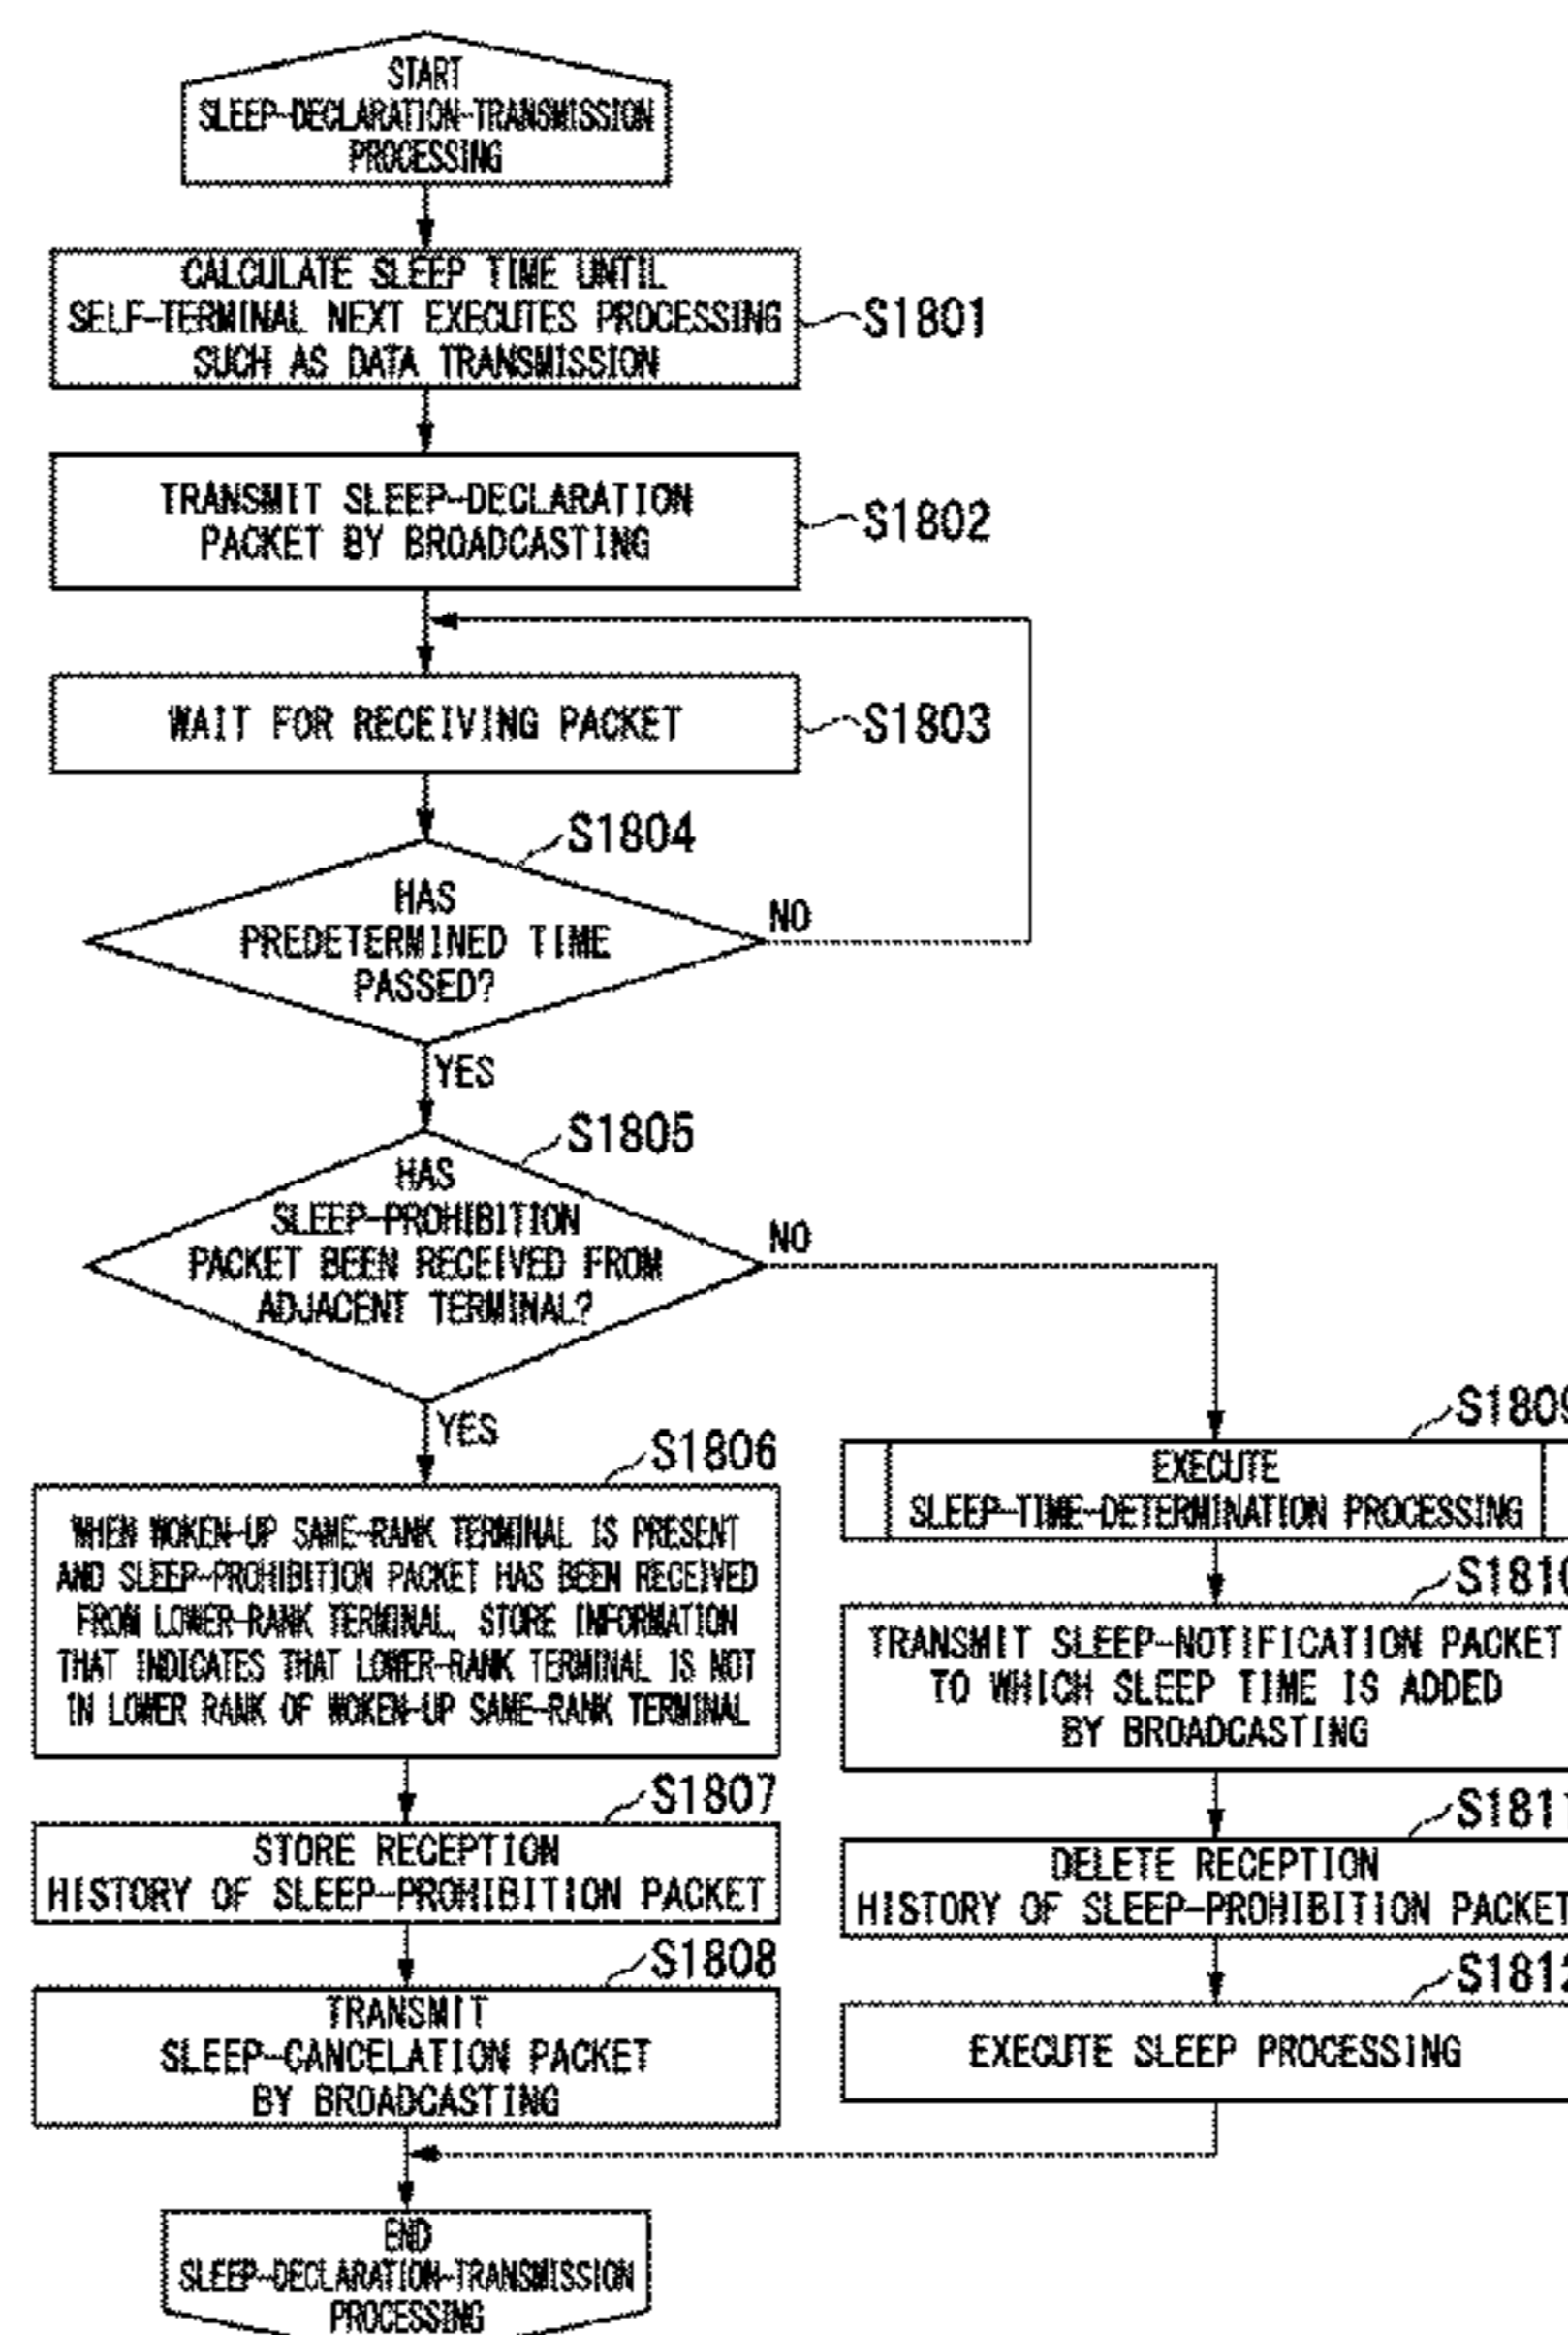 START
SLEEP-DECLARATION-TRANSMISSION
PROCESSING
CALCULATE SLEEP TIME UNTIL
SELF-TERMINAL NEXT EXECUTES PROCESSING
SUCH AS DATA TRANSMISSION
S1801
TRANSMIT SLEEP-DECLARATION
PACKET BY BROADCASTING
S1802
WAIT FOR RECEIVING PACKET
S1803
S1804
HAS
PREDETERMINED TIME
PASSED?
NO
YES
S1805
HAS
SLEEP-PROHIBITION
PACKET BEEN RECEIVED FROM
ADJACENT TERMINAL?
NO
YES
S1806
WHEN WOKEN-UP SAME-RANK TERMINAL IS PRESENT
AND SLEEP-PROHIBITION PACKET HAS BEEN RECEIVED
FROM LOWER-RANK TERMINAL, STORE INFORMATION
THAT INDICATES THAT LOWER-RANK TERMINAL IS NOT
IN LOWER RANK OF WOKEN-UP SAME-RANK TERMINAL
S1807
STORE RECEPTION
HISTORY OF SLEEP-PROHIBITION PACKET
S1808
TRANSMIT
SLEEP-CANCELATION PACKET
BY BROADCASTING
S1809
EXECUTE
SLEEP-TIME-DETERMINATION PROCESSING
S1810
TRANSMIT SLEEP-NOTIFICATION PACKET
TO WHICH SLEEP TIME IS ADDED
BY BROADCASTING
S1811
DELETE RECEPTION
HISTORY OF SLEEP-PROHIBITION PACKET
S1812
EXECUTE SLEEP PROCESSING
END
SLEEP-DECLARATION-TRANSMISSION
PROCESSING